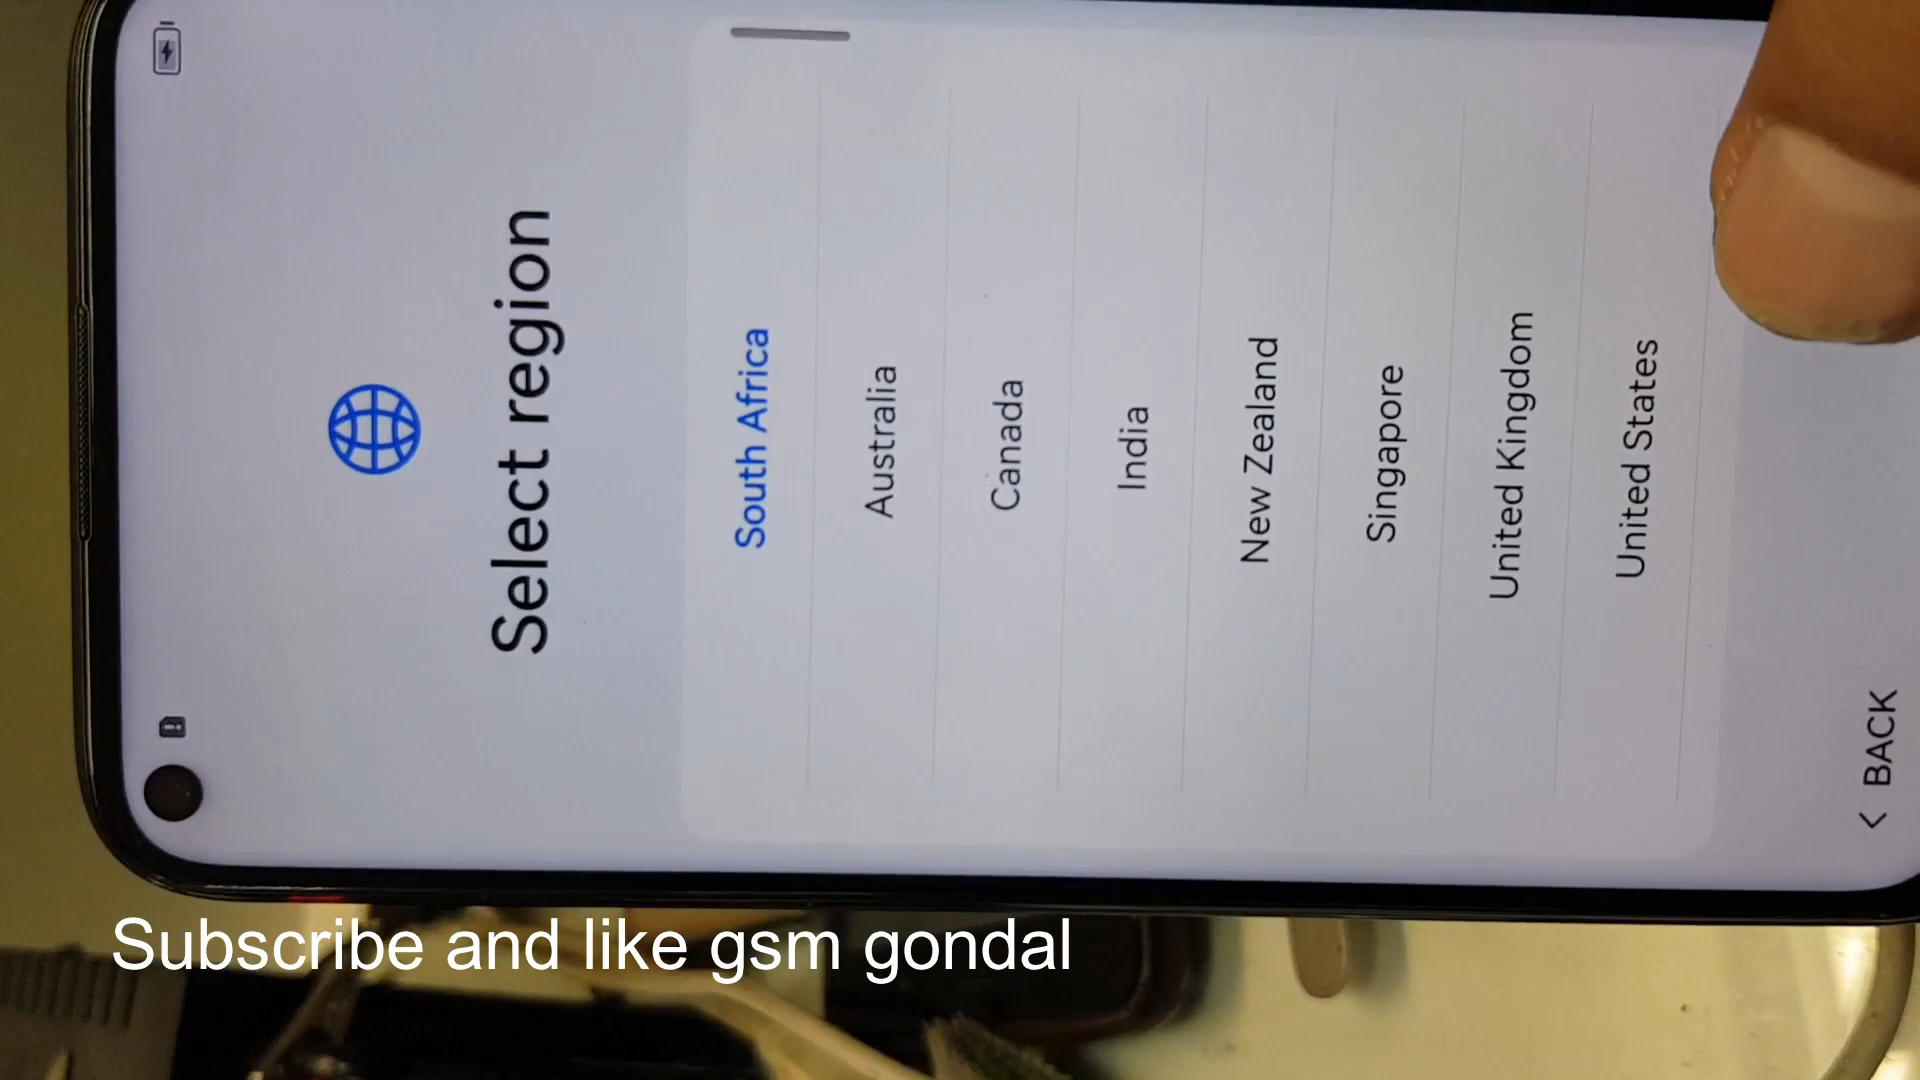 Select region
South Africa
Australia
Canada
India
New Zealand
Singapore
United Kingdom
United States
< BACK
Subscribe and like gsm gondal